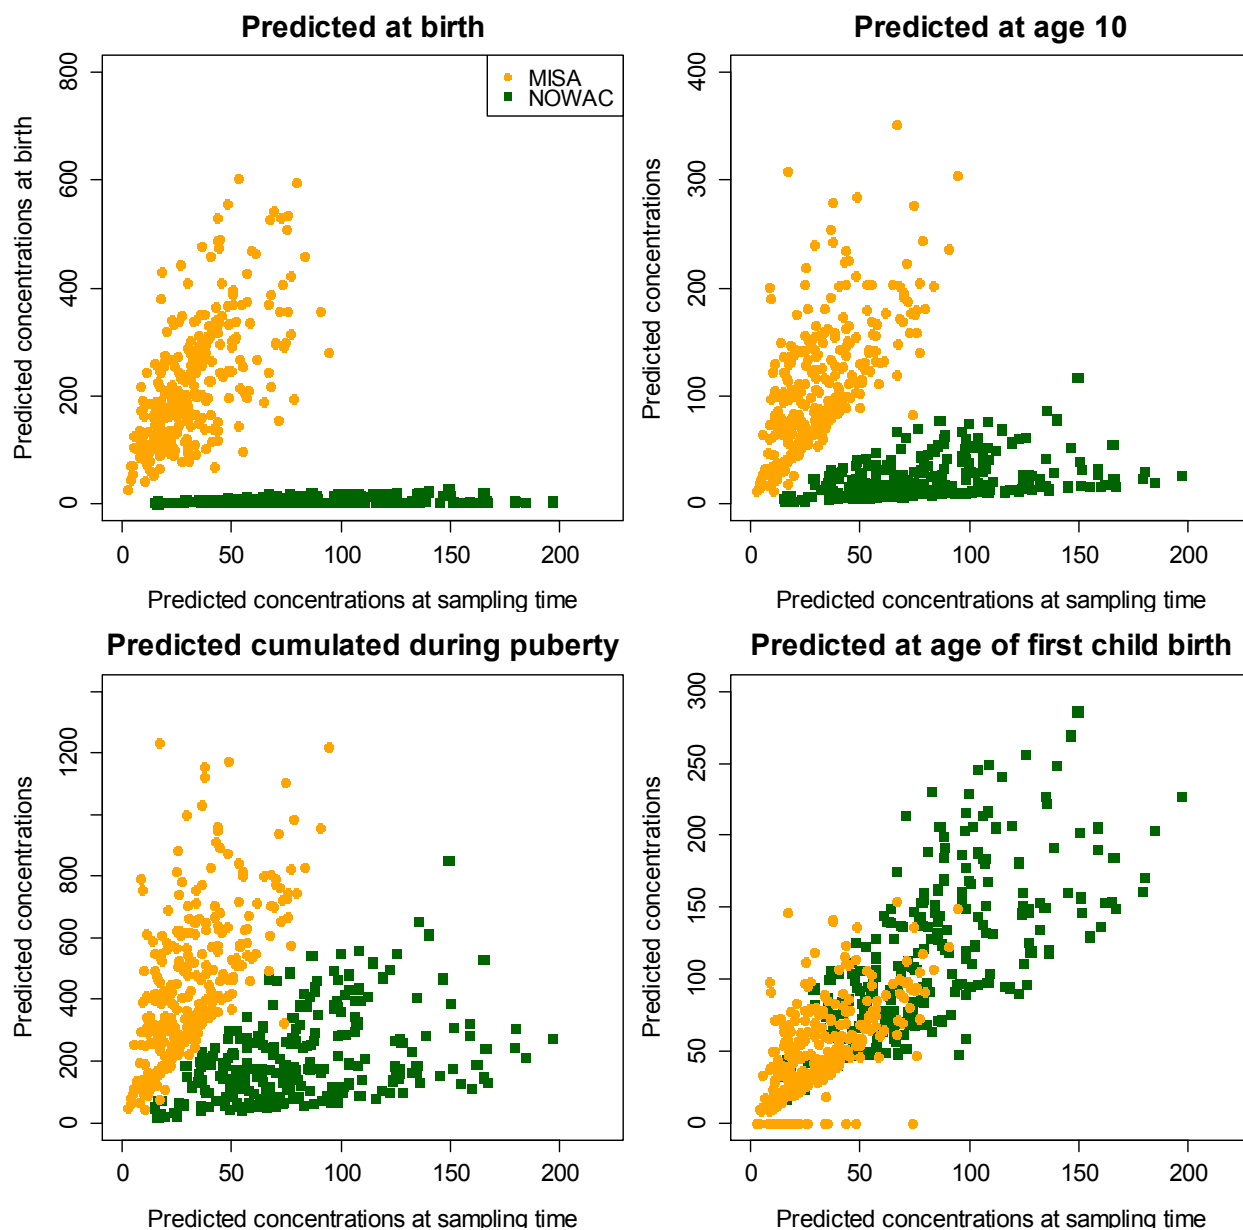 Predicted at birth
800
600
400
200
0
Predicted concentrations at birth
MISA
NOWAC
0 50 100 150 200
Predicted concentrations at sampling time
Predicted at age 10
400
300
200
100
0
Predicted concentrations
0 50 100 150 200
Predicted concentrations at sampling time
Predicted cumulated during puberty
1200
800
600
400
200
0
Predicted concentrations
0 50 100 150 200
Predicted concentrations at sampling time
Predicted at age of first child birth
300
250
200
150
100
50
0
Predicted concentrations
0 50 100 150 200
Predicted concentrations at sampling time